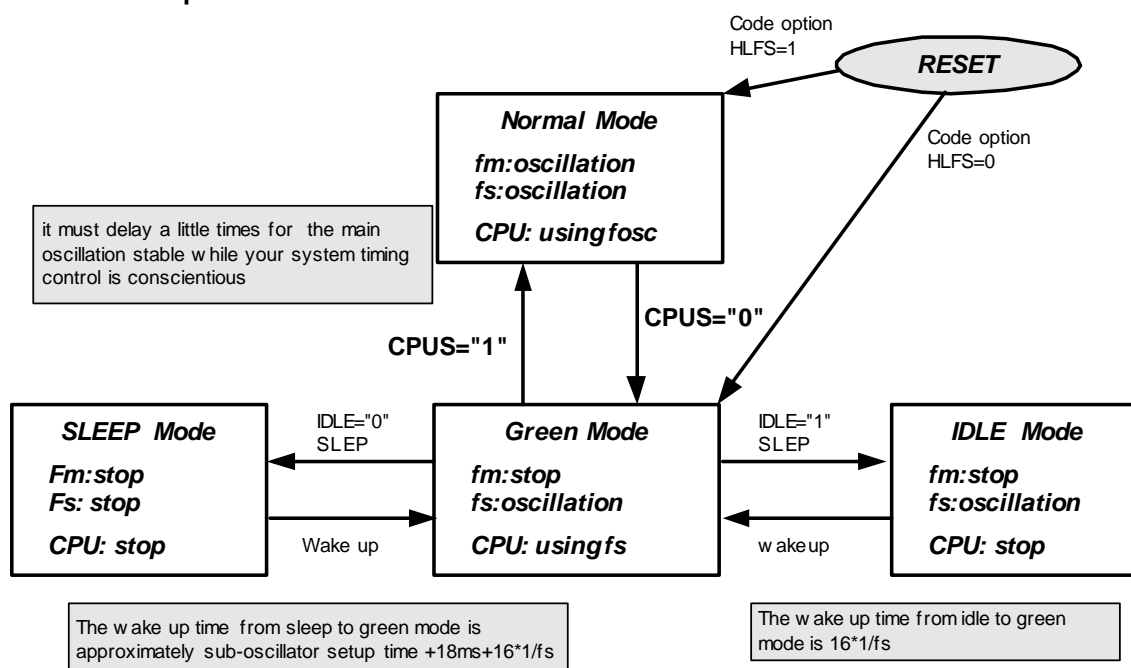 Code option
HLFS=1
RESET
Normal Mode
fm:oscillation
fs:oscillation
CPU: using fosc
Code option
HLFS=0
it must delay a little times for the main
oscillation stable while your system timing
control is conscientious
CPUS="1"
CPUS="0"
SLEEP Mode
Fm:stop
Fs: stop
CPU: stop
IDLE="0"
SLEP
Wake up
Green Mode
fm:stop
fs:oscillation
CPU: using fs
IDLE="1"
SLEP
wake up
IDLE Mode
fm:stop
fs:oscillation
CPU: stop
The wake up time from sleep to green mode is
approximately sub-oscillator setup time +18ms+16*1/fs
The wake up time from idle to green
mode is 16*1/fs